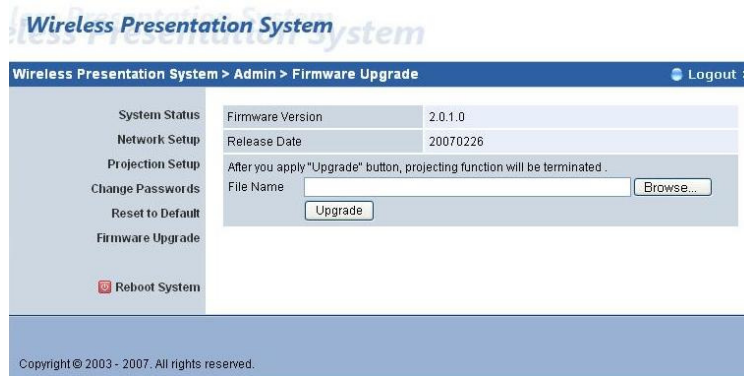 Wireless Presentation System
Wireless Presentation System > Admin > Firmware Upgrade
Logout
System Status
Network Setup
Projection Setup
Change Passwords
Reset to Default
Firmware Upgrade
Reboot System
Firmware Version 2.0.1.0
Release Date 20070226
After you apply "Upgrade" button, projecting function will be terminated .
File Name Browse...
Upgrade
Copyright © 2003 - 2007. All rights reserved.